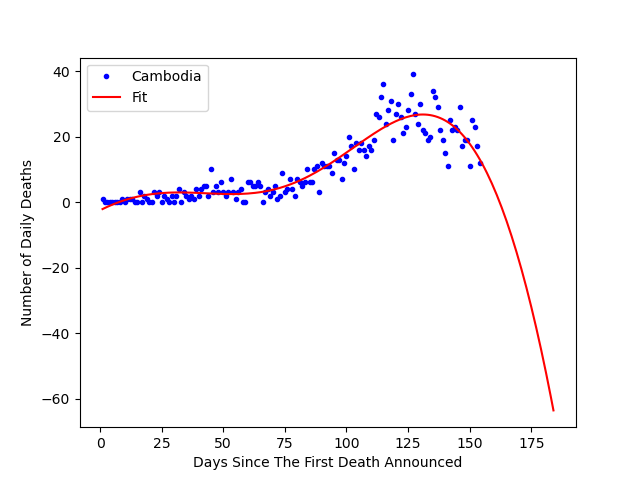 Cambodia
Fit
40
20
0
−20
−40
−60
Number of Daily Deaths
0 25 50 75 100 125 150 175
Days Since The First Death Announced